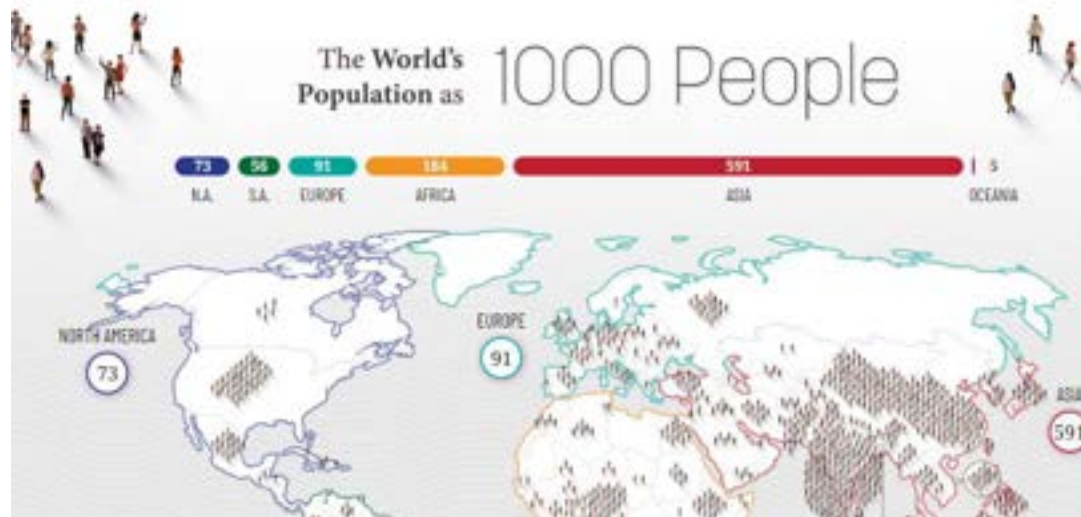 The World's
Population as
1000 People
73 56 91 184 591 5
N.A. S.A. EUROPE AFRICA ASIA OCEANIA
NORTH AMERICA
73
EUROPE
91
ASIA
591